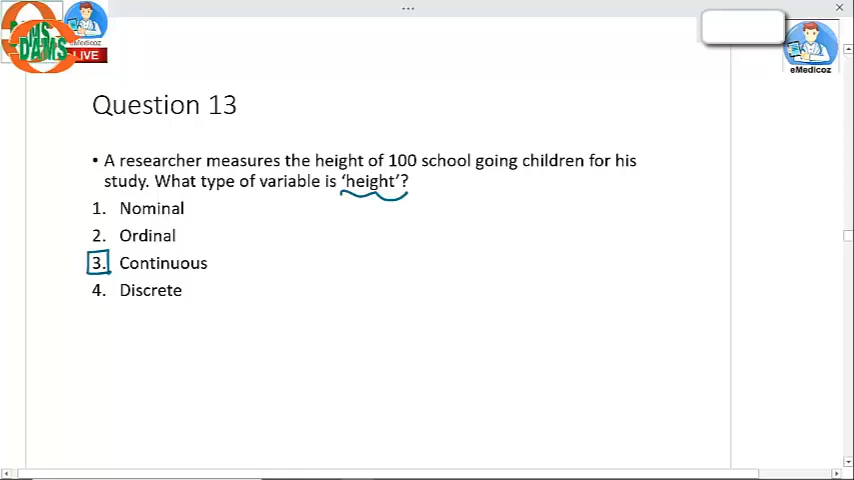 DAMS
eMedicoz
LIVE
eMedicoz
Question 13
• A researcher measures the height of 100 school going children for his
study. What type of variable is ‘height’?
1. Nominal
2. Ordinal
3. Continuous
4. Discrete